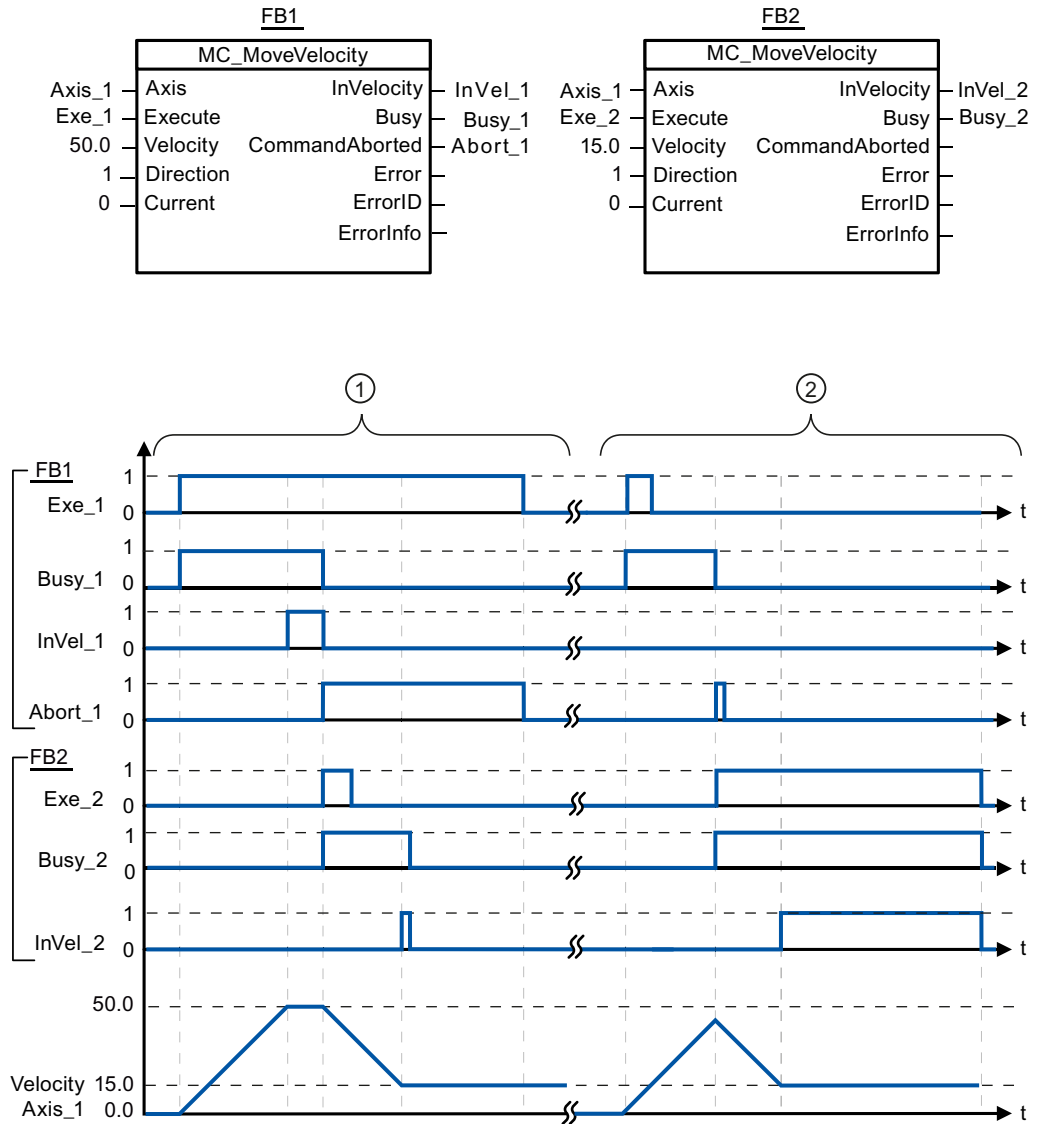 FB1
MC_MoveVelocity
Axis_1 Axis InVelocity InVel_1
Exe_1 Execute Busy Busy_1
50.0 Velocity CommandAborted Abort_1
1 Direction Error
0 Current ErrorID
ErrorInfo
FB2
MC_MoveVelocity
Axis_1 Axis InVelocity InVel_2
Exe_2 Execute Busy Busy_2
15.0 Velocity CommandAborted
1 Direction Error
0 Current ErrorID
ErrorInfo
1 2
FB1
1
Exe_1 0 t
1
Busy_1 0 t
1
InVel_1 0 t
1
Abort_1 0 t
FB2
1
Exe_2 0 t
1
Busy_2 0 t
1
InVel_2 0 t
50.0
Velocity 15.0
Axis_1 0.0 t